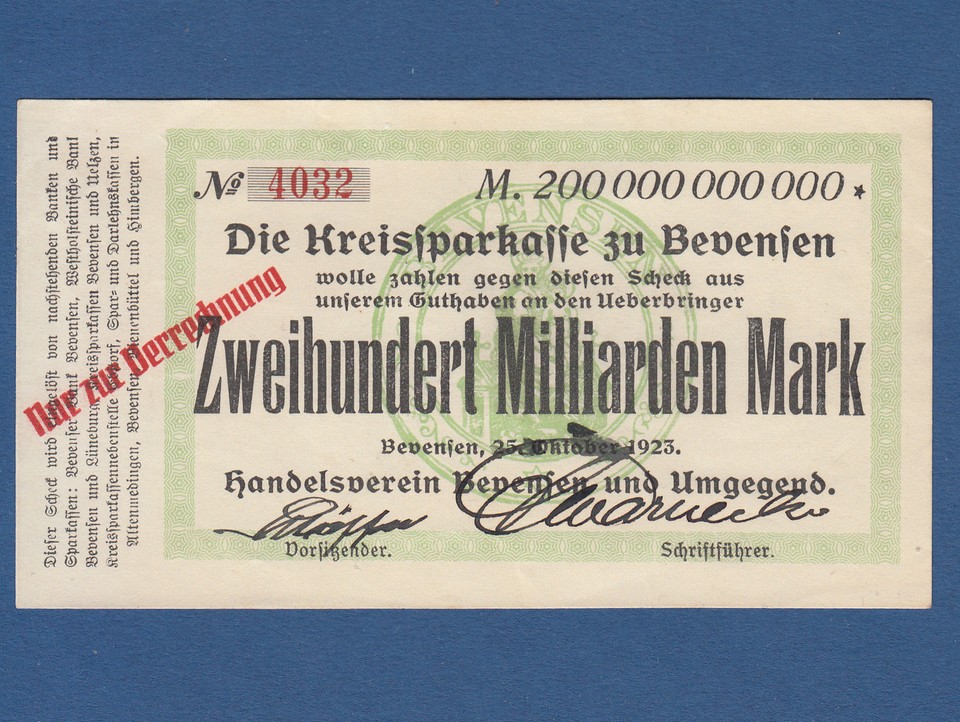 Dieser Scheck wird eingelöst von nachstehenden Banken und
Sparkassen: Bevenser Bank Bevensen, Westholsteinische Bank
Bevensen und Lüneburg, Kreissparkassen Bevensen und Uelzen,
Kreissparkassennebenstelle Spar- und Darlehnskassen in
Altenmedingen, Bevensen, Bienenbüttel und Himbergen.
Nur zur Verrechnung
No 4032 M. 200 000 000 000 *
Die Kreissparkasse zu Bevensen
wolle zahlen gegen diesen Scheck aus
unserem Guthaben an den Ueberbringer
Zweihundert Milliarden Mark
Bevensen, 25. Oktober 1923.
Handelsverein Bevensen und Umgegend.
Warnecke
Vorsitzender. Schriftführer.